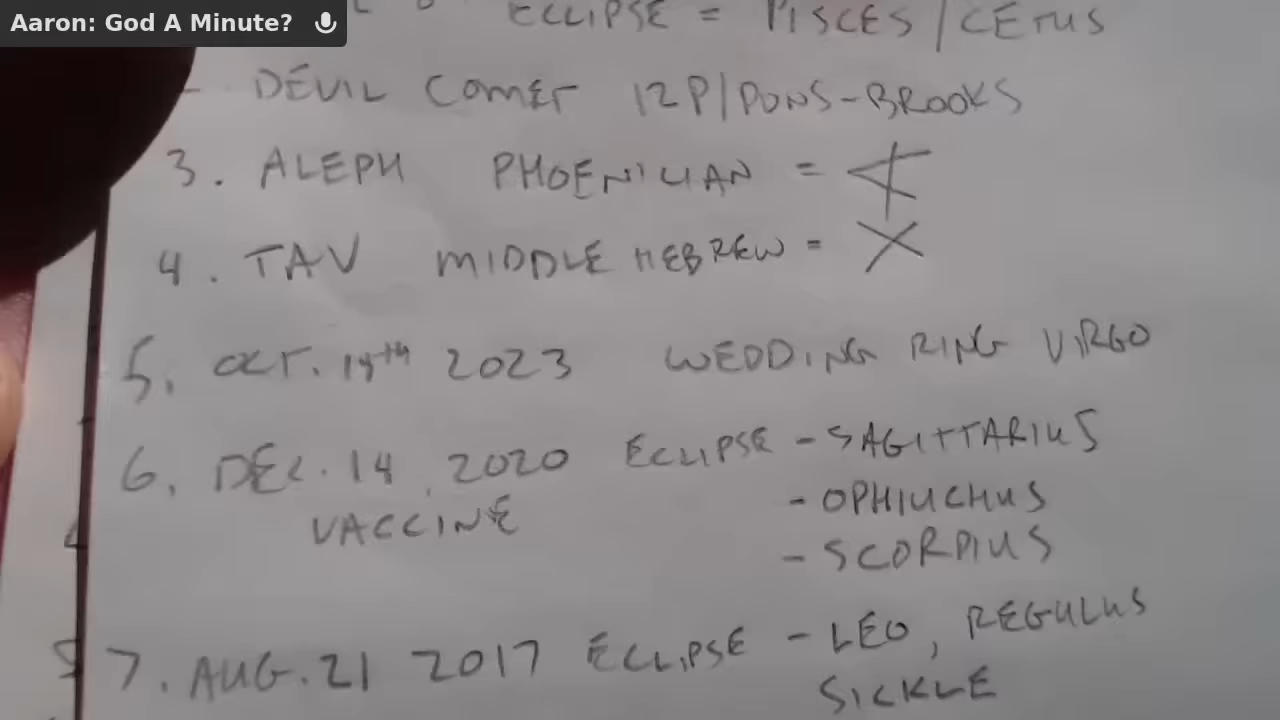 Aaron: God A Minute?
ECLIPSE = PISCES/CETUS
- DEVIL COMET 12P/PONS-BROOKS
3. ALEPH PHOENICIAN =
4. TAV MIDDLE HEBREW = X
5. OCT. 14th 2023 WEDDING RING VIRGO
6. DEC. 14, 2020 ECLIPSE - SAGITTARIUS
- OPHIUCHUS
VACCINE
- SCORPIUS
7. AUG. 21 2017 ECLIPSE - LEO, REGULUS
SICKLE